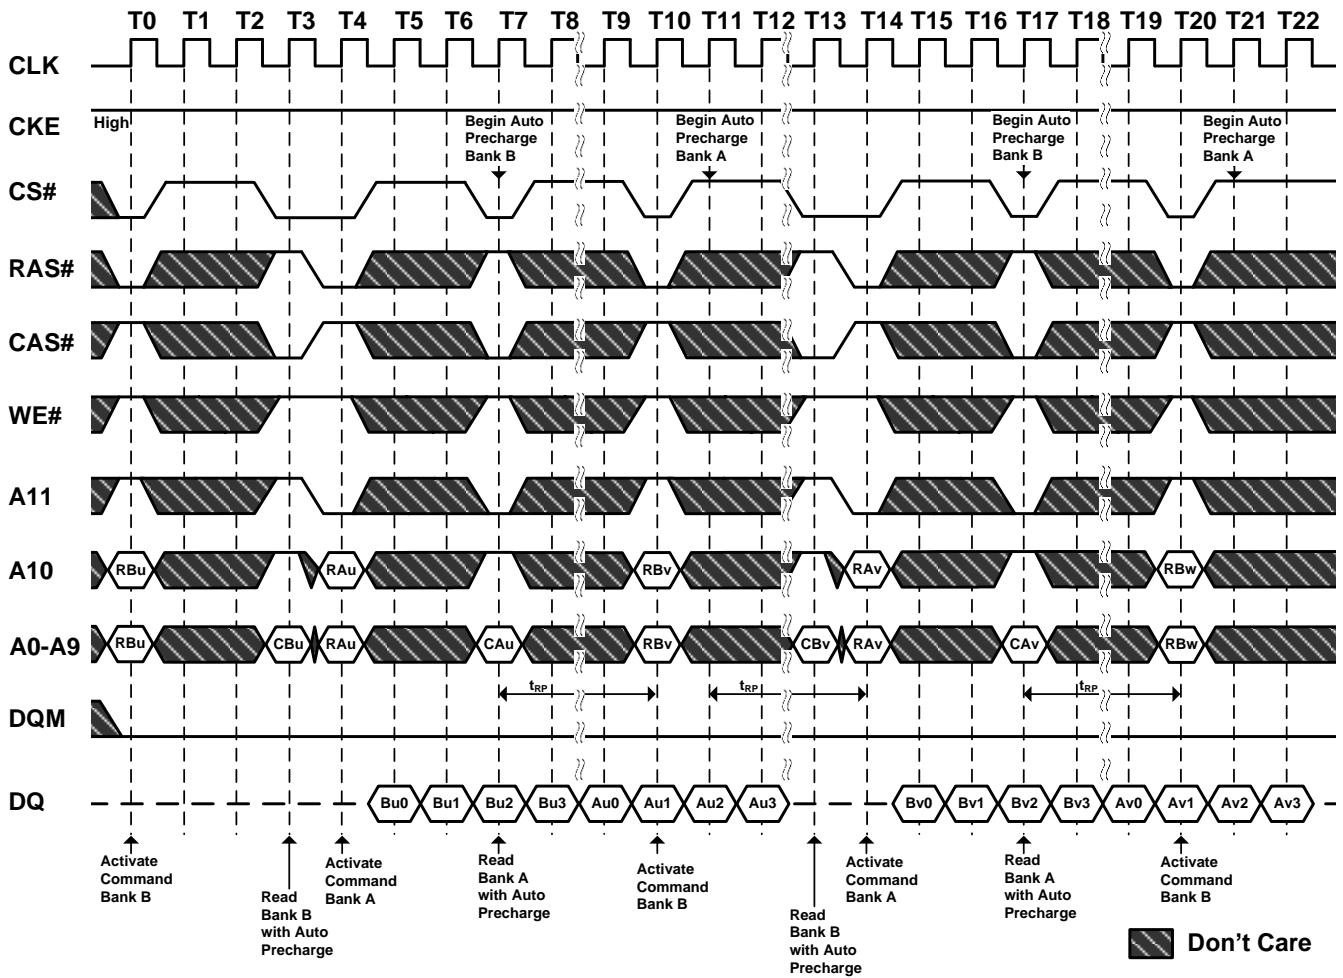 T0 T1 T2 T3 T4 T5 T6 T7 T8 T9 T10 T11 T12 T13 T14 T15 T16 T17 T18 T19 T20 T21 T22
CLK
CKE
High
Begin Auto
Precharge
Bank B
Begin Auto
Precharge
Bank A
Begin Auto
Precharge
Bank B
Begin Auto
Precharge
Bank A
CS#
RAS#
CAS#
WE#
A11
A10
RBu RAu RBv RAv RBw
A0-A9
RBu CBu RAu CAu RBv CBv RAv CAv RBw
tRP tRP tRP
DQM
DQ
Bu0 Bu1 Bu2 Bu3 Au0 Au1 Au2 Au3 Bv0 Bv1 Bv2 Bv3 Av0 Av1 Av2 Av3
Activate
Command
Bank B
Read
Bank B
with Auto
Precharge
Activate
Command
Bank A
Read
Bank A
with Auto
Precharge
Activate
Command
Bank B
Read
Bank B
with Auto
Precharge
Activate
Command
Bank A
Read
Bank A
with Auto
Precharge
Activate
Command
Bank B
Don't Care